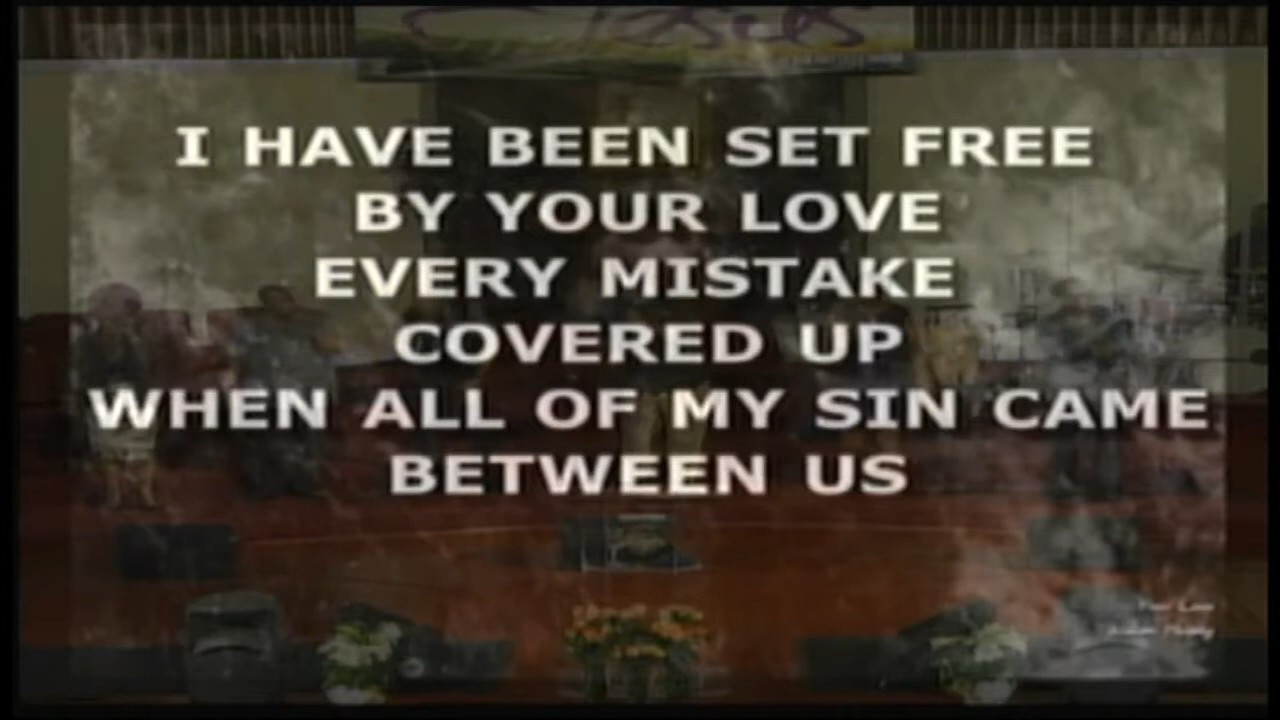 I HAVE BEEN SET FREE
BY YOUR LOVE
EVERY MISTAKE
COVERED UP
WHEN ALL OF MY SIN CAME
BETWEEN US